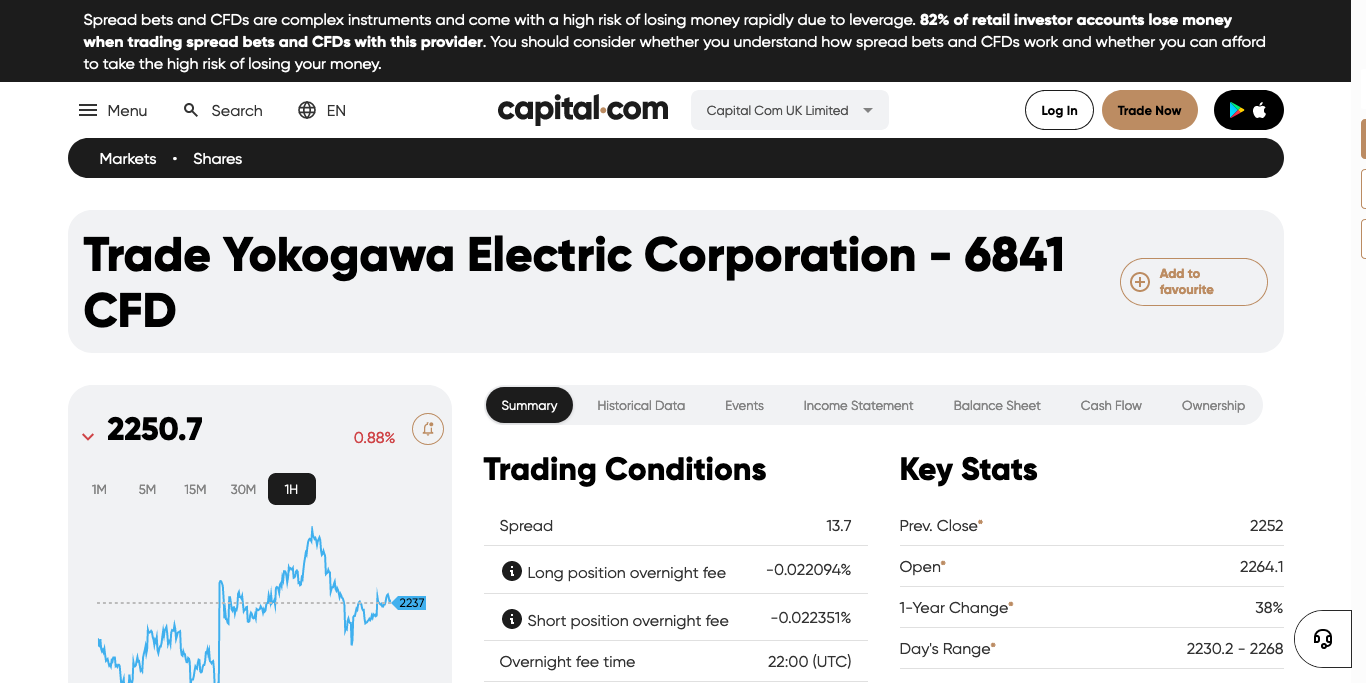 Spread bets and CFDs are complex instruments and come with a high risk of losing money rapidly due to leverage. 82% of retail investor accounts lose money
when trading spread bets and CFDs with this provider. You should consider whether you understand how spread bets and CFDs work and whether you can afford
to take the high risk of losing your money.
Menu Search EN capital.com Capital Com UK Limited Log In Trade Now
Markets • Shares
Trade Yokogawa Electric Corporation - 6841
CFD
Add to
favourite
2250.7 0.88%
1M 5M 15M 30M 1H
2237
Summary Historical Data Events Income Statement Balance Sheet Cash Flow Ownership
Trading Conditions
Spread 13.7
Long position overnight fee -0.022094%
Short position overnight fee -0.022351%
Overnight fee time 22:00 (UTC)
Key Stats
Prev. Close* 2252
Open* 2264.1
1-Year Change* 38%
Day's Range* 2230.2 - 2268